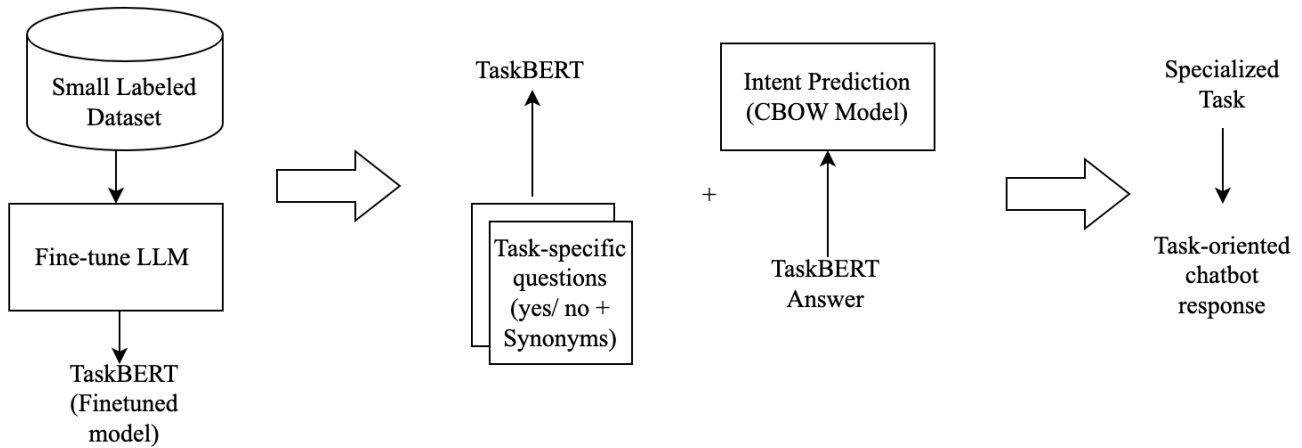 Small Labeled
Dataset
Fine-tune LLM
TaskBERT
(Finetuned
model)
TaskBERT
Task-specific
questions
(yes/ no +
Synonyms)
+
Intent Prediction
(CBOW Model)
TaskBERT
Answer
Specialized
Task
Task-oriented
chatbot
response